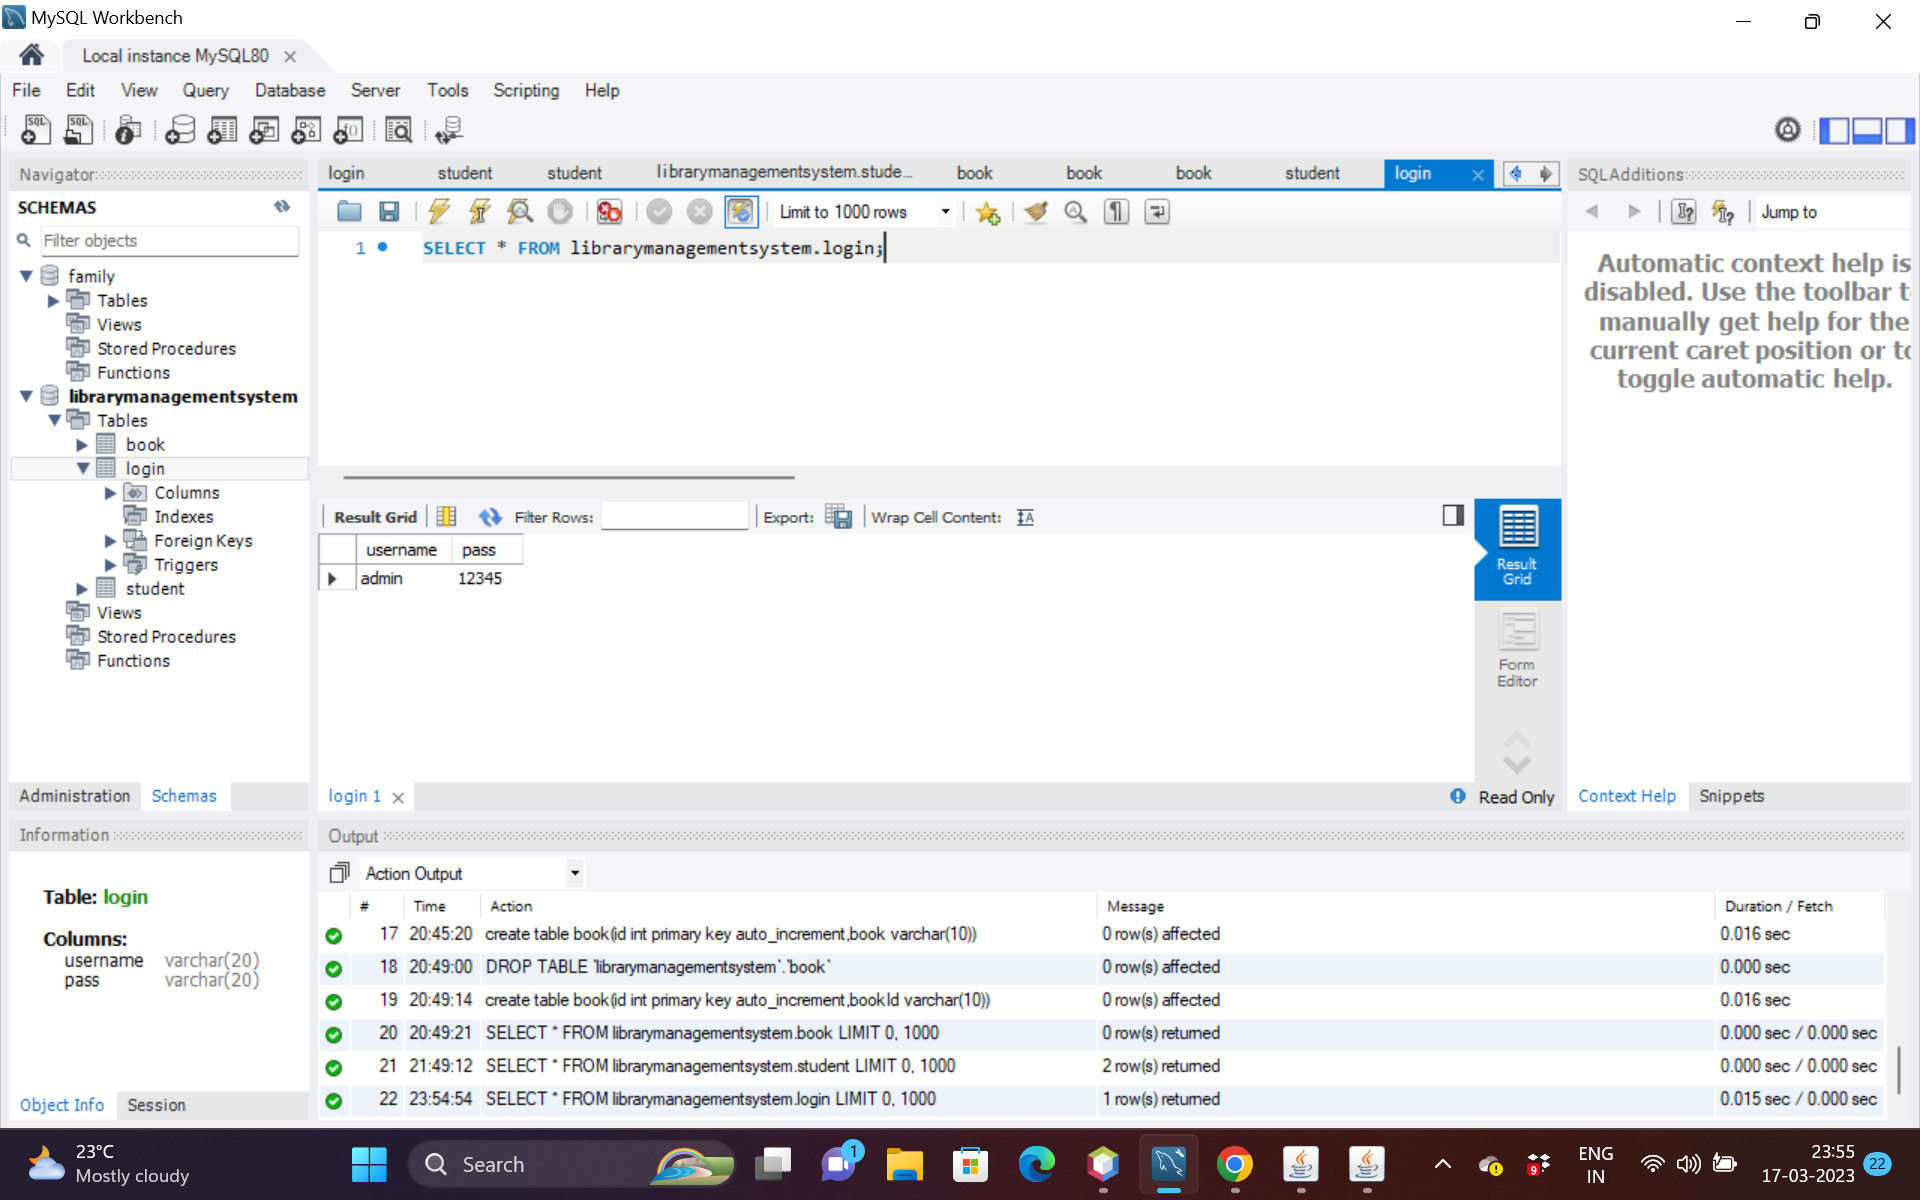 MySQL Workbench
Local instance MySQL80
File Edit View Query Database Server Tools Scripting Help
Navigator
SCHEMAS
Filter objects
family
Tables
Views
Stored Procedures
Functions
librarymanagementsystem
Tables
book
login
Columns
Indexes
Foreign Keys
Triggers
student
Views
Stored Procedures
Functions
Administration Schemas
Information
Table: login
Columns:
username varchar(20)
pass varchar(20)
Object Info Session
login student student librarymanagementsystem.stude... book book book student login
Limit to 1000 rows
1 SELECT * FROM librarymanagementsystem.login;
Result Grid Filter Rows: Export: Wrap Cell Content:
username pass
admin 12345
Result Grid
Form Editor
login 1 Read Only
SQLAdditions
Jump to
Automatic context help is
disabled. Use the toolbar t
manually get help for the
current caret position or to
toggle automatic help.
Context Help Snippets
Output
Action Output
# Time Action Message Duration / Fetch
17 20:45:20 create table book(id int primary key auto_increment,book varchar(10)) 0 row(s) affected 0.016 sec
18 20:49:00 DROP TABLE `librarymanagementsystem`.`book` 0 row(s) affected 0.000 sec
19 20:49:14 create table book(id int primary key auto_increment,bookId varchar(10)) 0 row(s) affected 0.016 sec
20 20:49:21 SELECT * FROM librarymanagementsystem.book LIMIT 0, 1000 0 row(s) returned 0.000 sec / 0.000 sec
21 21:49:12 SELECT * FROM librarymanagementsystem.student LIMIT 0, 1000 2 row(s) returned 0.000 sec / 0.000 sec
22 23:54:54 SELECT * FROM librarymanagementsystem.login LIMIT 0, 1000 1 row(s) returned 0.015 sec / 0.000 sec
23°C
Mostly cloudy
Search
1
9
ENG
IN
23:55
17-03-2023
22